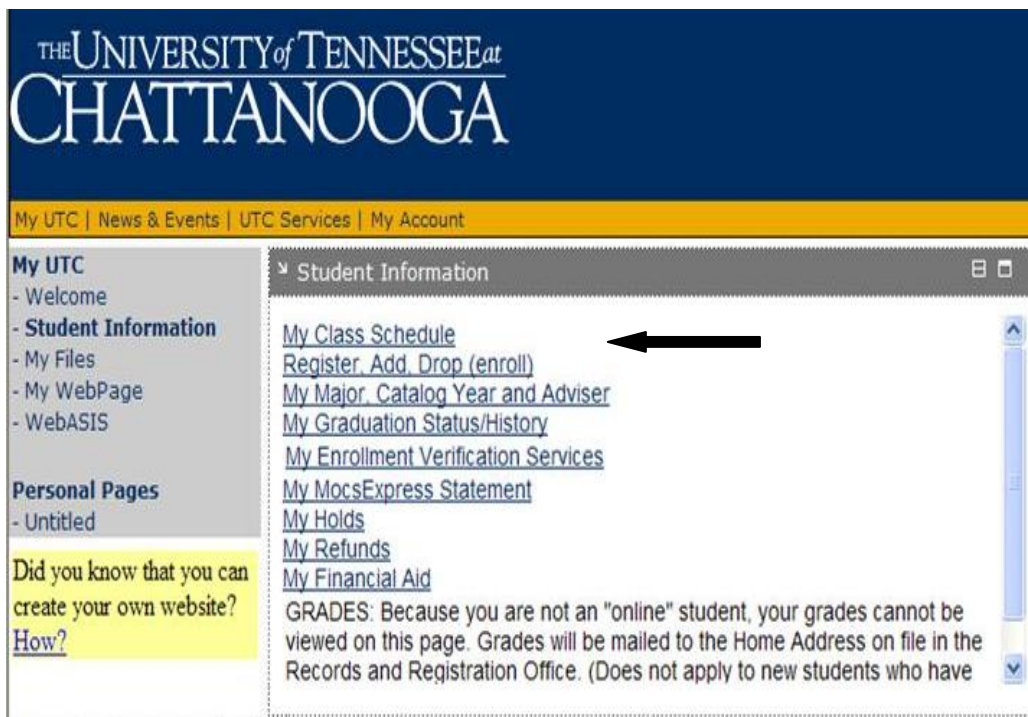 THE UNIVERSITY of TENNESSEE at
CHATTANOOGA
My UTC | News & Events | UTC Services | My Account
My UTC
- Welcome
- Student Information
- My Files
- My WebPage
- WebASIS
Personal Pages
- Untitled
Did you know that you can
create your own website?
How?
Student Information
My Class Schedule
Register, Add, Drop (enroll)
My Major, Catalog Year and Adviser
My Graduation Status/History
My Enrollment Verification Services
My MocsExpress Statement
My Holds
My Refunds
My Financial Aid
GRADES: Because you are not an "online" student, your grades cannot be
viewed on this page. Grades will be mailed to the Home Address on file in the
Records and Registration Office. (Does not apply to new students who have